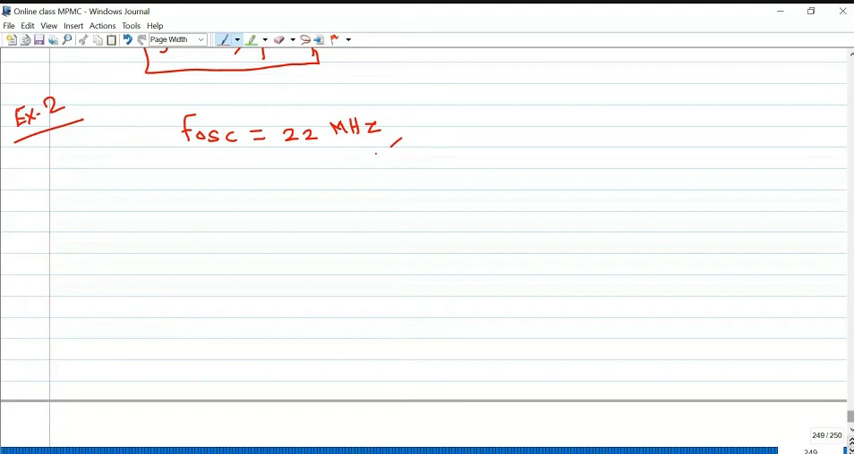 Online class MPMC - Windows Journal
File Edit View Insert Actions Tools Help
Page Width
Ex-2
fosc = 22 MHz,
249 / 250
249